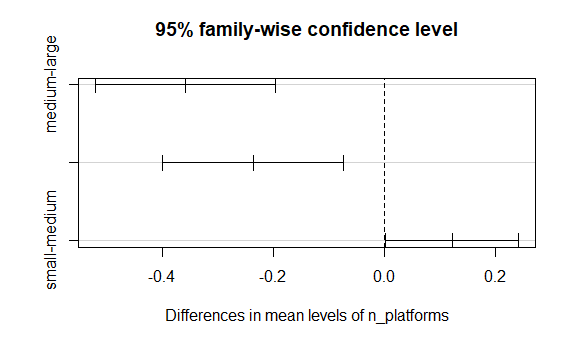 95% family-wise confidence level
medium-large
small-medium
-0.4 -0.2 0.0 0.2
Differences in mean levels of n_platforms